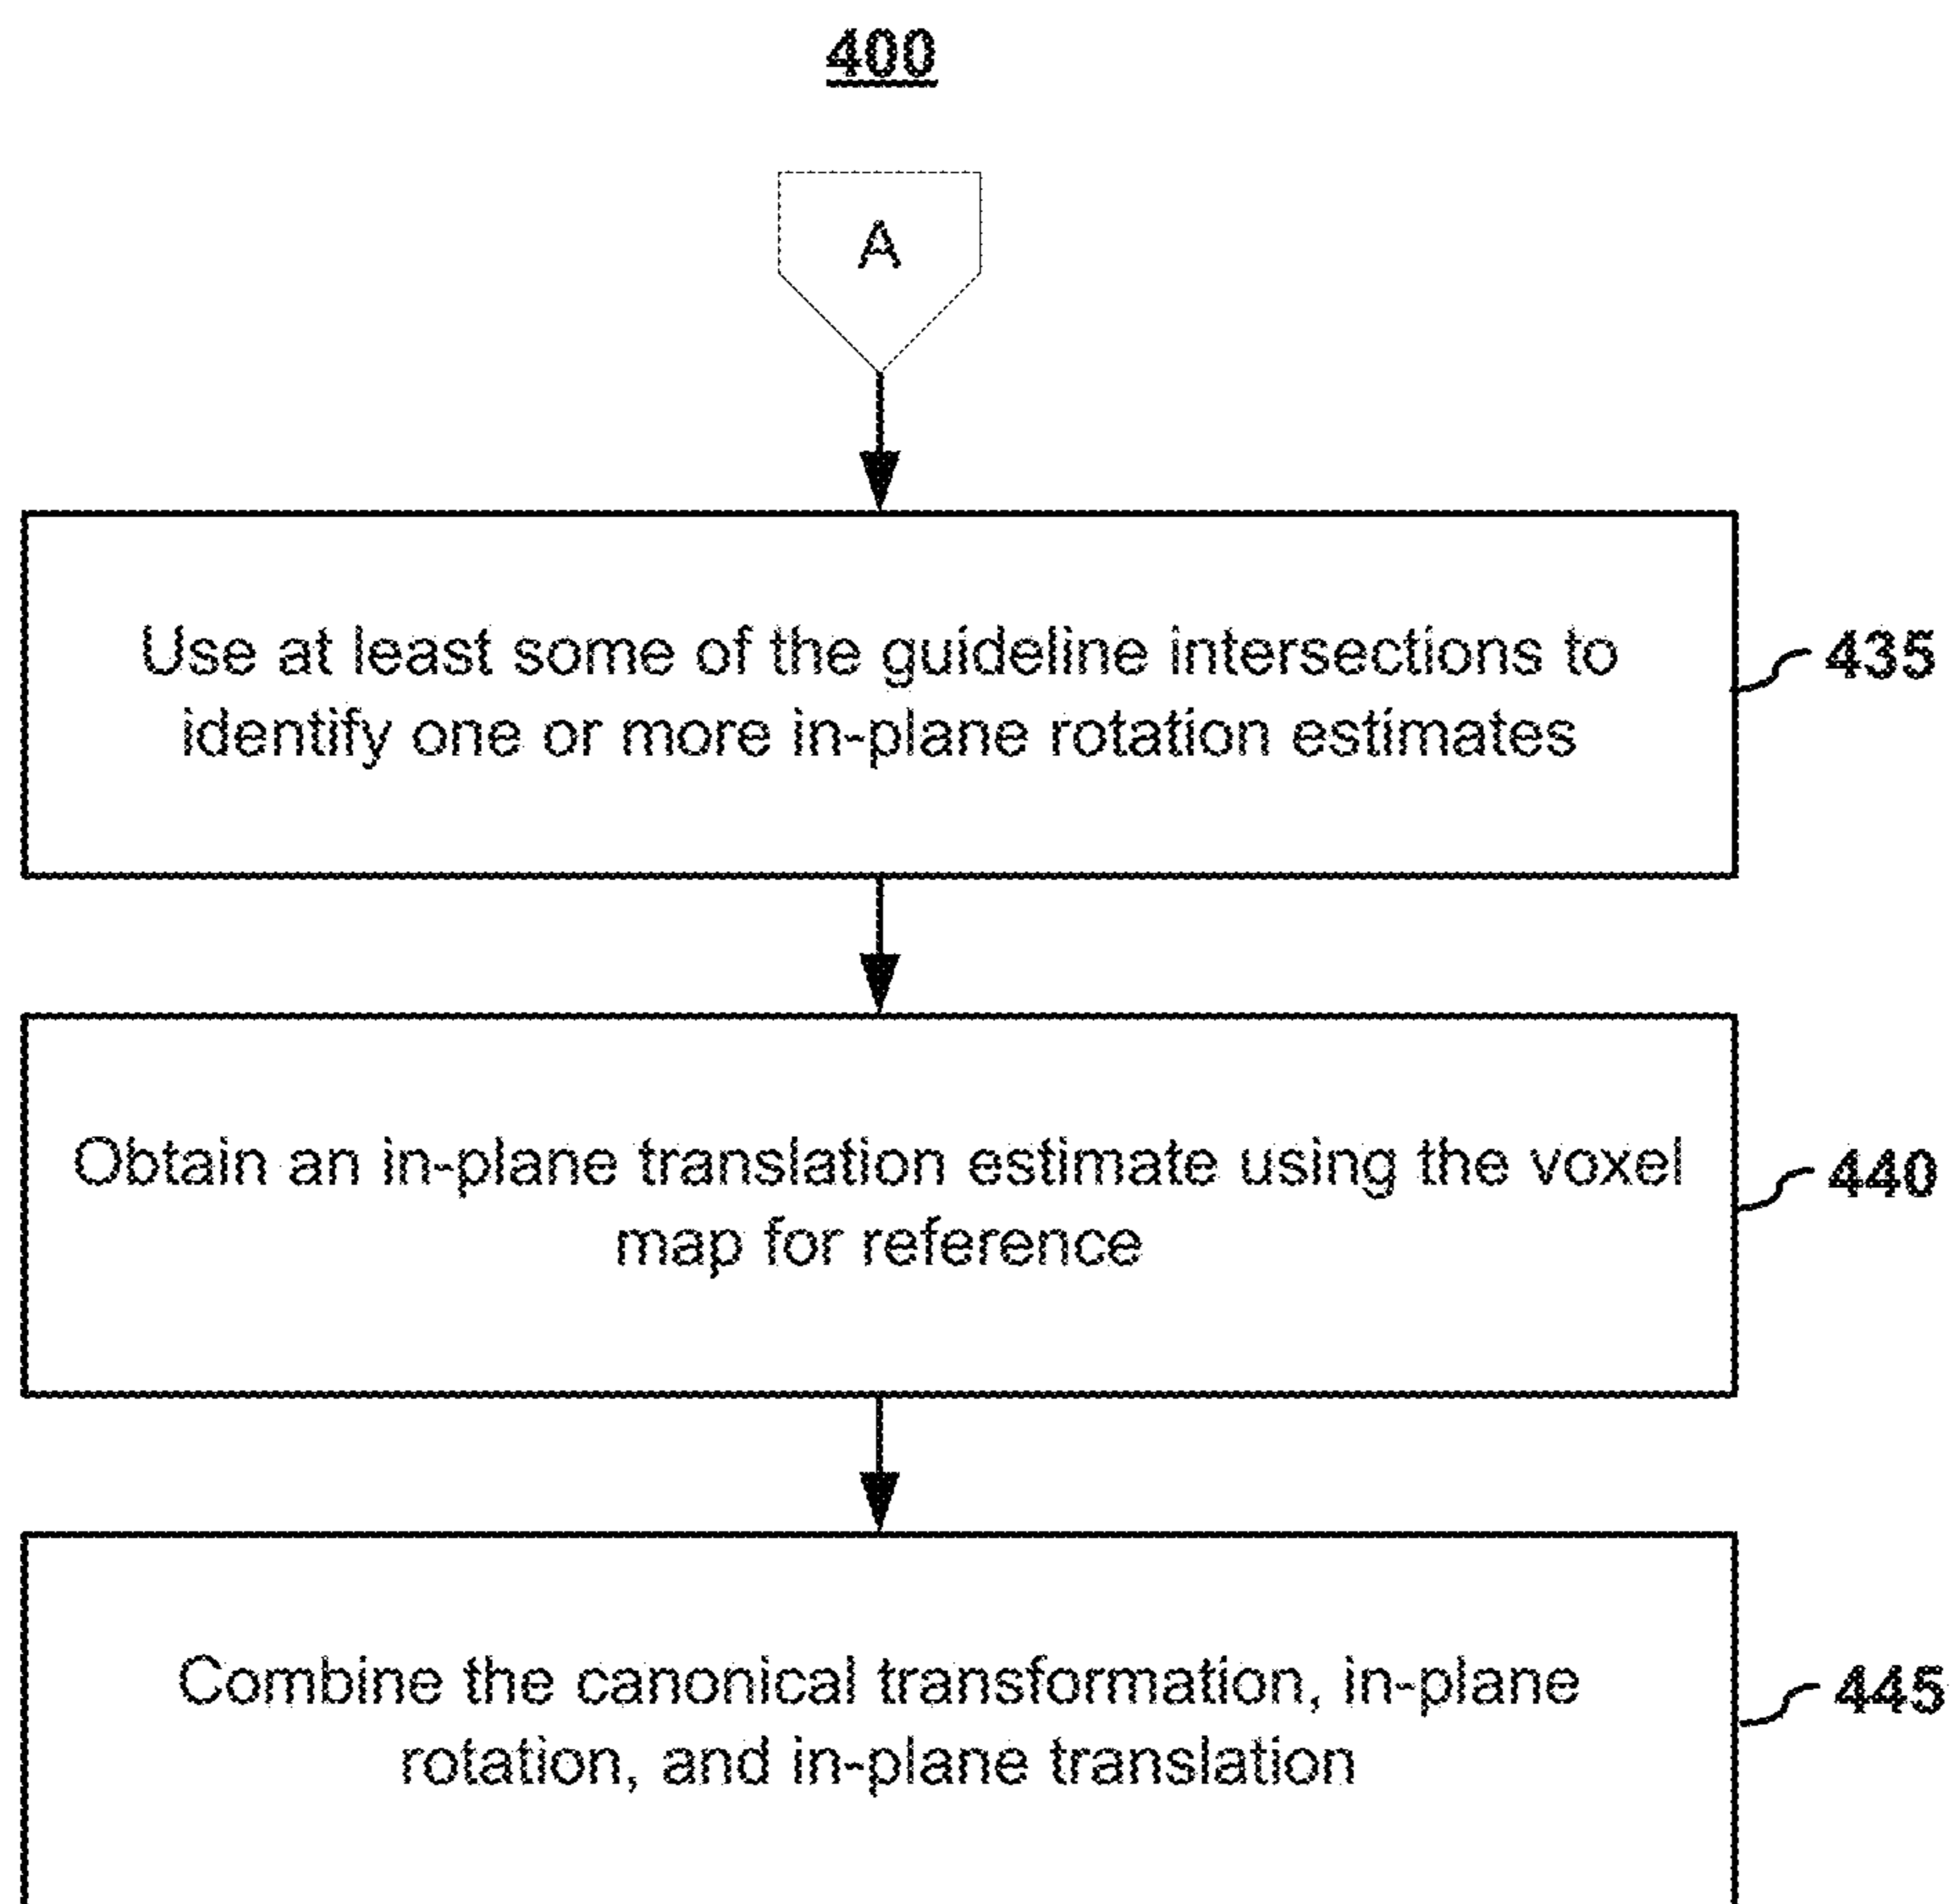 400
A
Use at least some of the guideline intersections to
identify one or more in-plane rotation estimates
435
Obtain an in-plane translation estimate using the voxel
map for reference
440
Combine the canonical transformation, in-plane
rotation, and in-plane translation
445